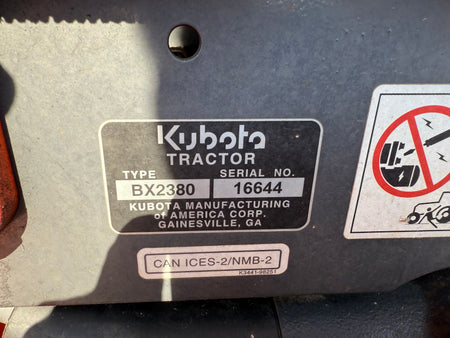 Kubota
TRACTOR
TYPE SERIAL NO.
BX2380 16644
KUBOTA MANUFACTURING
of AMERICA CORP.
GAINESVILLE, GA
CAN ICES-2/NMB-2